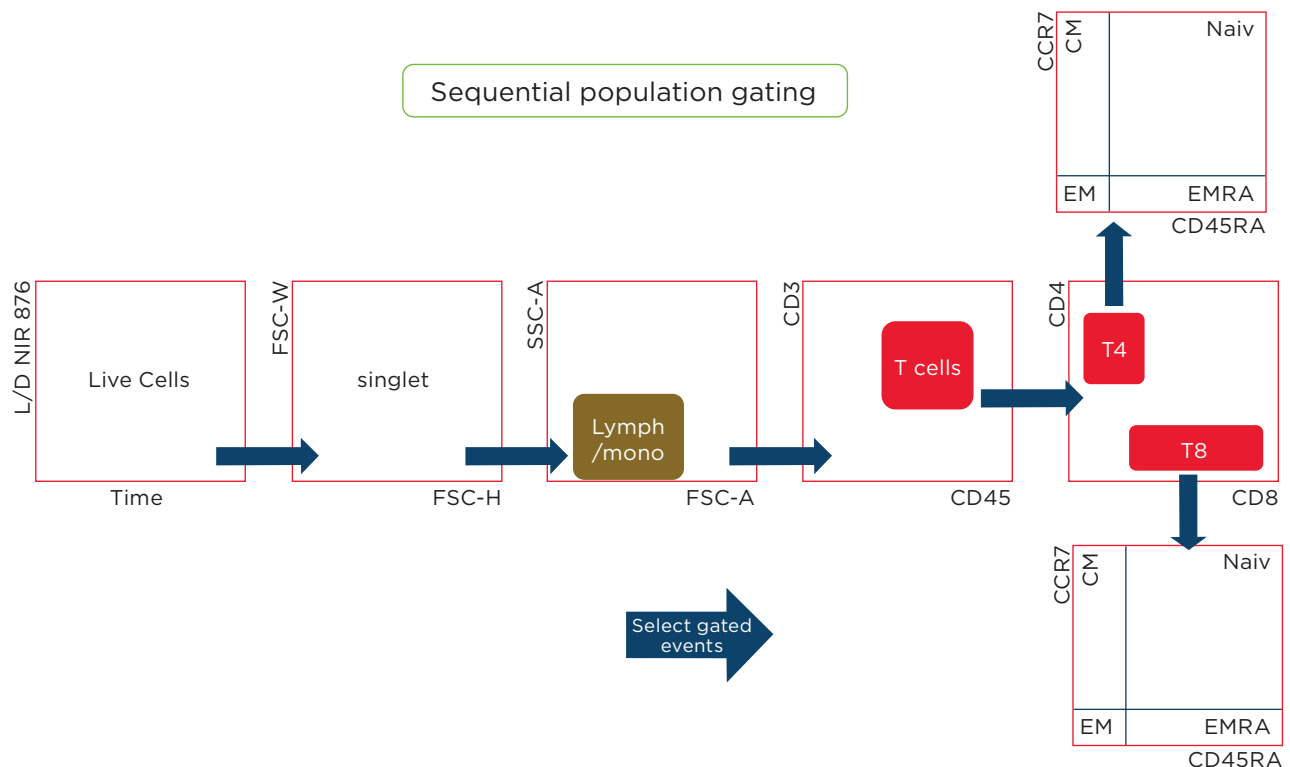 Sequential population gating
CCR7
CM
Naiv
EM
EMRA
CD45RA
L/D NIR 876
Live Cells
Time
FSC-W
singlet
FSC-H
SSC-A
Lymph
/mono
FSC-A
CD3
T cells
CD45
CD4
T4
T8
CD8
Select gated
events
CCR7
CM
Naiv
EM
EMRA
CD45RA